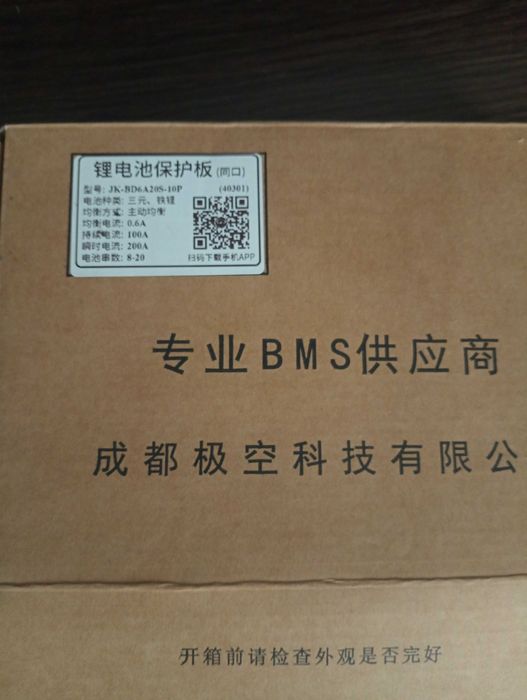 锂电池保护板 (同口)
型号: JK-BD6A20S-10P (40301)
电池种类: 三元、铁锂
均衡方式: 主动均衡
均衡电流: 0.6A
持续电流: 100A
瞬时电流: 200A
电池串数: 8-20
扫码下载手机APP
专业BMS供应商
成都极空科技有限公
开箱前请检查外观是否完好